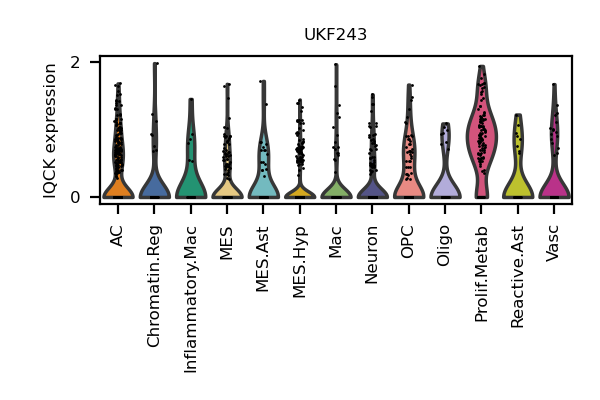 UKF243
IQCK expression
2
0
AC
Chromatin.Reg
Inflammatory.Mac
MES
MES.Ast
MES.Hyp
Mac
Neuron
OPC
Oligo
Prolif.Metab
Reactive.Ast
Vasc